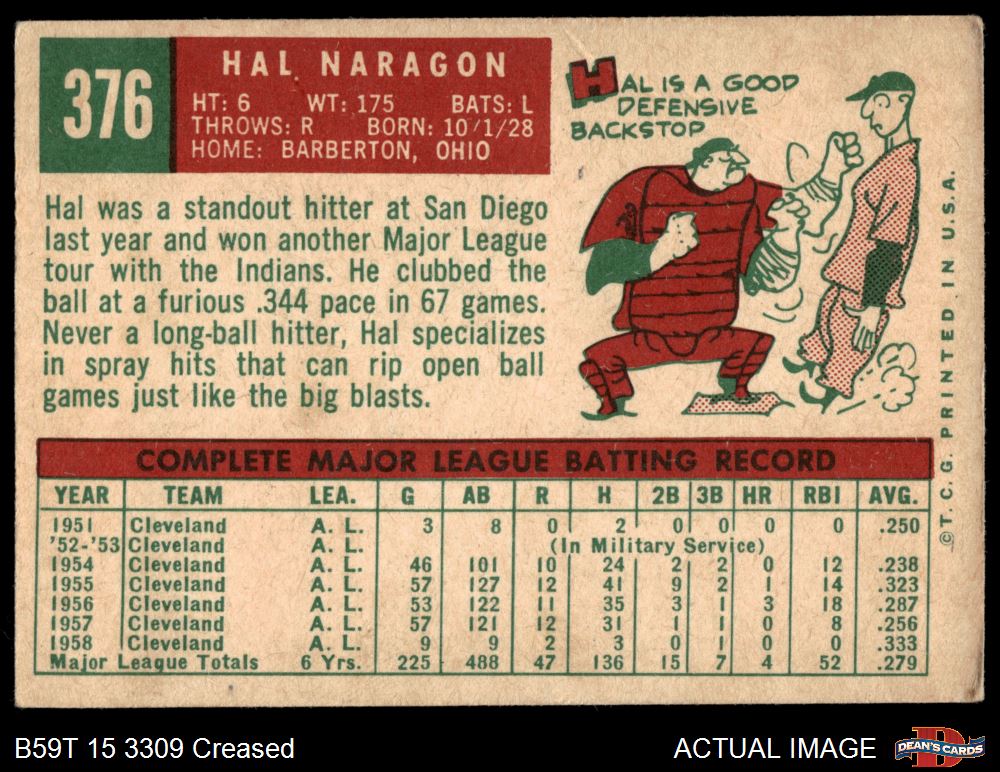 376
HAL NARAGON
HT: 6 WT: 175 BATS: L
THROWS: R BORN: 10/1/28
HOME: BARBERTON, OHIO
HAL IS A GOOD
DEFENSIVE
BACKSTOP
Hal was a standout hitter at San Diego
last year and won another Major League
tour with the Indians. He clubbed the
ball at a furious .344 pace in 67 games.
Never a long-ball hitter, Hal specializes
in spray hits that can rip open ball
games just like the big blasts.
©T. C. G. PRINTED IN U.S.A.
COMPLETE MAJOR LEAGUE BATTING RECORD
YEAR TEAM LEA. G AB R H 2B 3B HR RBI AVG.
1951 Cleveland A. L. 3 8 0 2 0 0 0 0 .250
'52-'53 Cleveland A. L. (In Military Service)
1954 Cleveland A. L. 46 101 10 24 2 2 0 12 .238
1955 Cleveland A. L. 57 127 12 41 9 2 1 14 .323
1956 Cleveland A. L. 53 122 11 35 3 1 3 18 .287
1957 Cleveland A. L. 57 121 12 31 1 1 0 8 .256
1958 Cleveland A. L. 9 9 2 3 0 1 0 0 .333
Major League Totals 6 Yrs. 225 488 47 136 15 7 4 52 .279
B59T 15 3309 Creased
ACTUAL IMAGE
DEAN'S CARDS